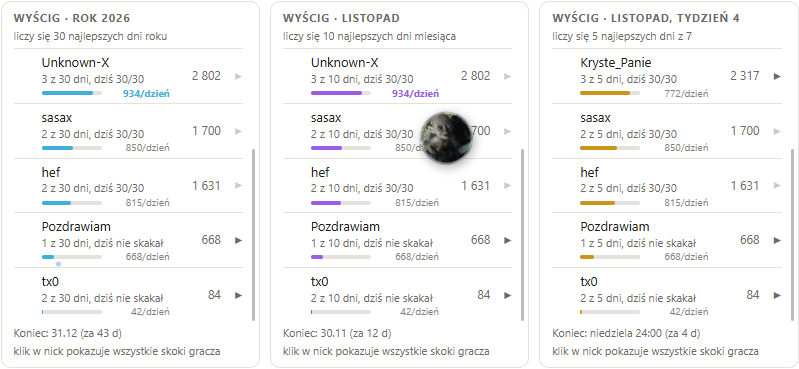 WYŚCIG · ROK 2026
liczy się 30 najlepszych dni roku
Unknown-X
3 z 30 dni, dziś 30/30
2 802
934/dzień
sasax
2 z 30 dni, dziś 30/30
1 700
850/dzień
hef
2 z 30 dni, dziś 30/30
1 631
815/dzień
Pozdrawiam
1 z 30 dni, dziś nie skakał
668
668/dzień
tx0
2 z 30 dni, dziś nie skakał
84
42/dzień
Koniec: 31.12 (za 43 d)
klik w nick pokazuje wszystkie skoki gracza
WYŚCIG · LISTOPAD
liczy się 10 najlepszych dni miesiąca
Unknown-X
3 z 10 dni, dziś 30/30
2 802
934/dzień
sasax
2 z 10 dni, dziś 30/30
700
hef
2 z 10 dni, dziś 30/30
1 631
815/dzień
Pozdrawiam
1 z 10 dni, dziś nie skakał
668
668/dzień
tx0
2 z 10 dni, dziś nie skakał
84
42/dzień
Koniec: 30.11 (za 12 d)
klik w nick pokazuje wszystkie skoki gracza
WYŚCIG · LISTOPAD, TYDZIEŃ 4
liczy się 5 najlepszych dni z 7
Kryste_Panie
3 z 5 dni, dziś 30/30
2 317
772/dzień
sasax
2 z 5 dni, dziś 30/30
1 700
850/dzień
hef
2 z 5 dni, dziś 30/30
1 631
815/dzień
Pozdrawiam
1 z 5 dni, dziś nie skakał
668
668/dzień
tx0
2 z 5 dni, dziś nie skakał
84
42/dzień
Koniec: niedziela 24:00 (za 4 d)
klik w nick pokazuje wszystkie skoki gracza